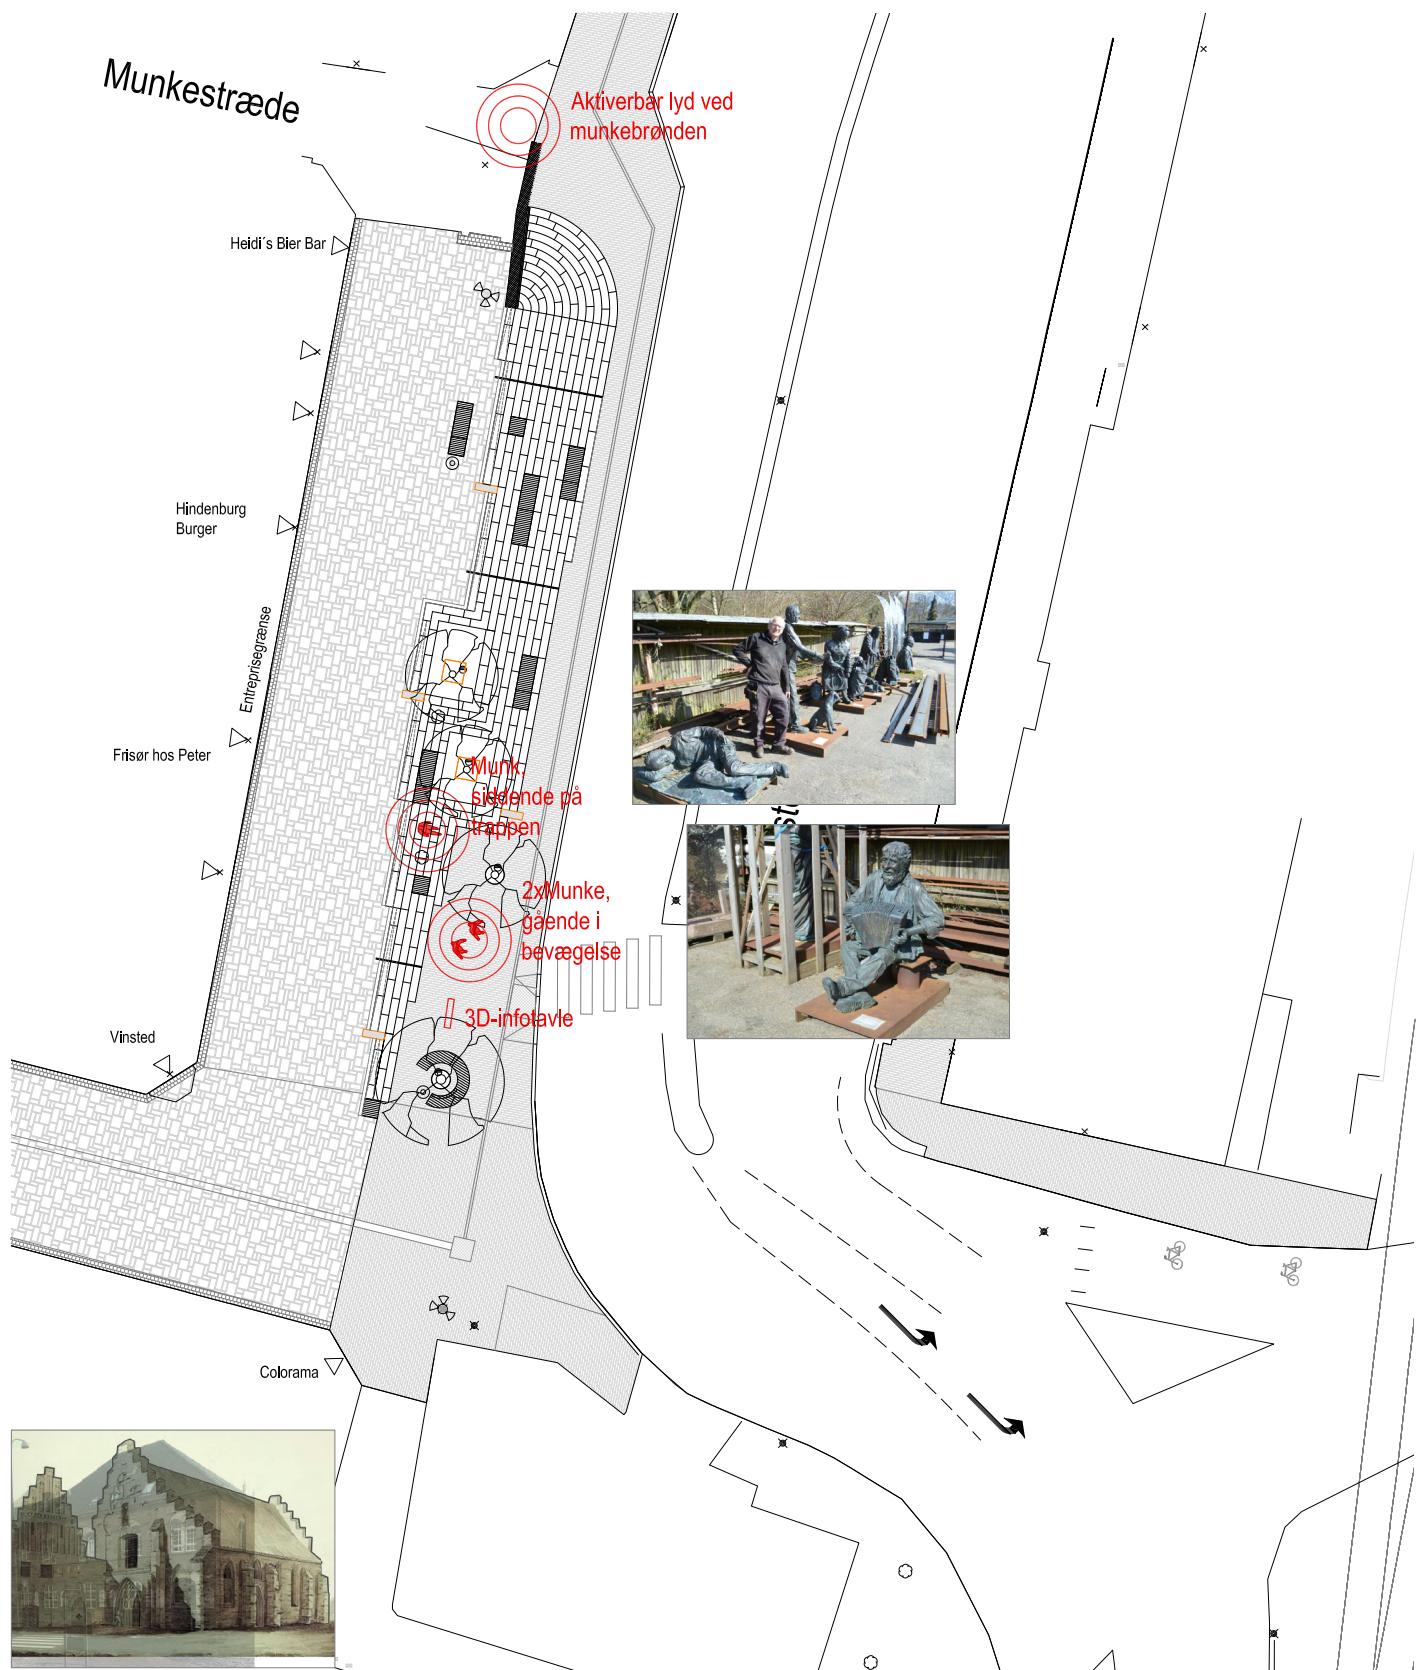 Munkestræde
Aktiverbar lyd ved
munkebrønden
Heidi´s Bier Bar
Hindenburg
Burger
Entreprisegrænse
Frisør hos Peter
Munk,
siddende på
trappen
2xMunke,
gående i
bevægelse
3D-infotavle
Vinsted
Colorama